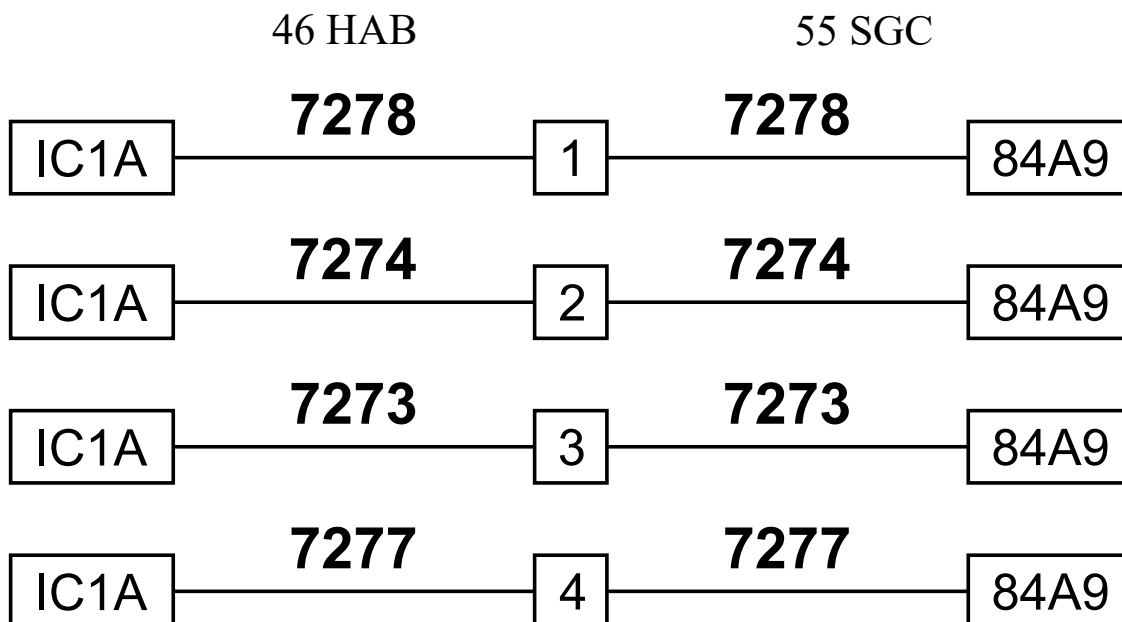 46 HAB 55 SGC
7278 7278
IC1A 1 84A9
7274 7274
IC1A 2 84A9
7273 7273
IC1A 3 84A9
7277 7277
IC1A 4 84A9